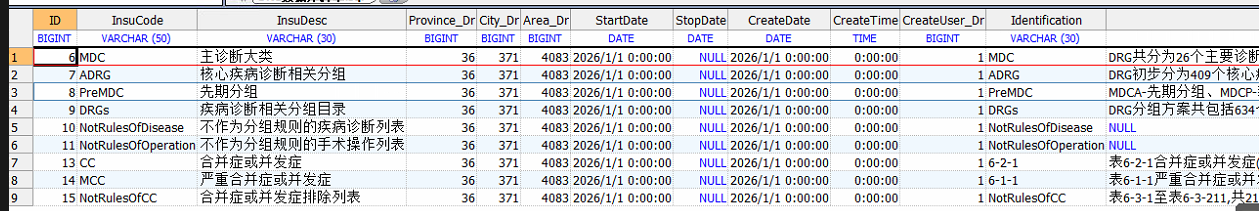 ID InsuCode InsuDesc Province_Dr City_Dr Area_Dr StartDate StopDate CreateDate CreateTime CreateUser_Dr Identification
BIGINT VARCHAR (50) VARCHAR (30) BIGINT BIGINT BIGINT DATE DATE DATE TIME BIGINT VARCHAR (30)
1 6 MDC 主诊断大类 36 371 4083 2026/1/1 0:00:00 NULL 2026/1/1 0:00:00 0:00:00 1 MDC DRG共分为26个主要诊断
2 7 ADRG 核心疾病诊断相关分组 36 371 4083 2026/1/1 0:00:00 NULL 2026/1/1 0:00:00 0:00:00 1 ADRG DRG初步分为409个核心
3 8 PreMDC 先期分组 36 371 4083 2026/1/1 0:00:00 NULL 2026/1/1 0:00:00 0:00:00 1 PreMDC MDCA-先期分组、MDCP-
4 9 DRGs 疾病诊断相关分组目录 36 371 4083 2026/1/1 0:00:00 NULL 2026/1/1 0:00:00 0:00:00 1 DRGs DRG分组方案共包括634
5 10 NotRulesOfDisease 不作为分组规则的疾病诊断列表 36 371 4083 2026/1/1 0:00:00 NULL 2026/1/1 0:00:00 0:00:00 1 NotRulesOfDisease NULL
6 11 NotRulesOfOperation 不作为分组规则的手术操作列表 36 371 4083 2026/1/1 0:00:00 NULL 2026/1/1 0:00:00 0:00:00 1 NotRulesOfOperation NULL
7 13 CC 合并症或并发症 36 371 4083 2026/1/1 0:00:00 NULL 2026/1/1 0:00:00 0:00:00 1 6-2-1 表6-2-1合并症或并发症(
8 14 MCC 严重合并症或并发症 36 371 4083 2026/1/1 0:00:00 NULL 2026/1/1 0:00:00 0:00:00 1 6-1-1 表6-1-1严重合并症或并
9 15 NotRulesOfCC 合并症或并发症排除列表 36 371 4083 2026/1/1 0:00:00 NULL 2026/1/1 0:00:00 0:00:00 1 NotRulesOfCC 表6-3-1至表6-3-211,共21